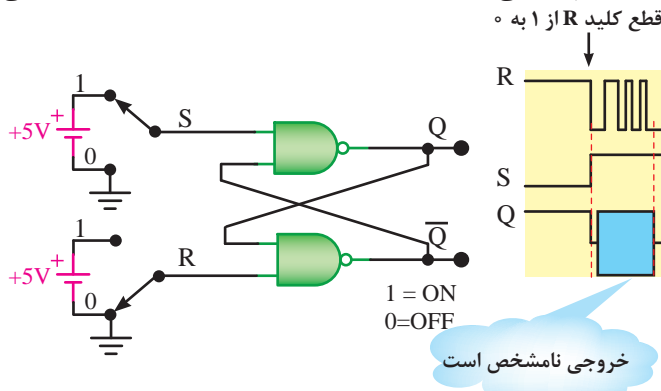 قطع کلید R از ۱ به ۰
1
+5V
+
0
S
Q
1
+5V
+
0
R
Q̅
1 = ON
0=OFF
R
S
Q
خروجی نامشخص است